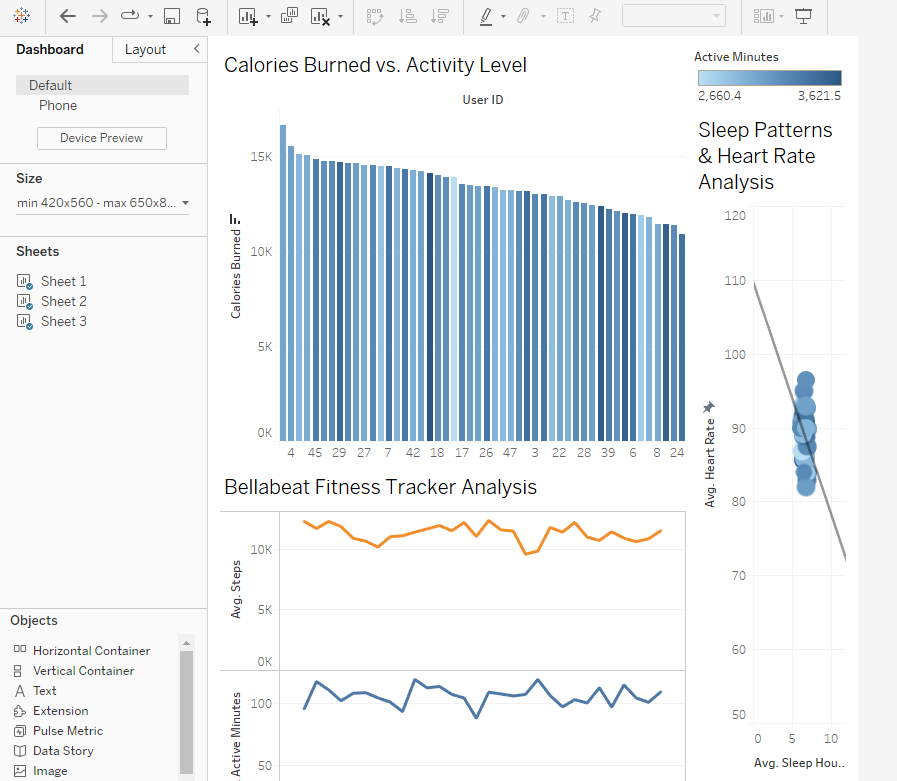 Dashboard
Layout
Default
Phone
Device Preview
Size
min 420x560 - max 650x8...
Sheets
Sheet 1
Sheet 2
Sheet 3
Objects
Horizontal Container
Vertical Container
Text
Extension
Pulse Metric
Data Story
Image
Calories Burned vs. Activity Level
User ID
Calories Burned
15K
10K
5K
0K
4 45 29 27 7 42 18 17 26 47 3 22 28 39 6 8 24
Bellabeat Fitness Tracker Analysis
Avg. Steps
10K
5K
0K
Active Minutes
100
50
Active Minutes
2,660.4 3,621.5
Sleep Patterns
& Heart Rate
Analysis
Avg. Heart Rate
120
110
100
90
80
70
60
50
0 5 10
Avg. Sleep Hou..